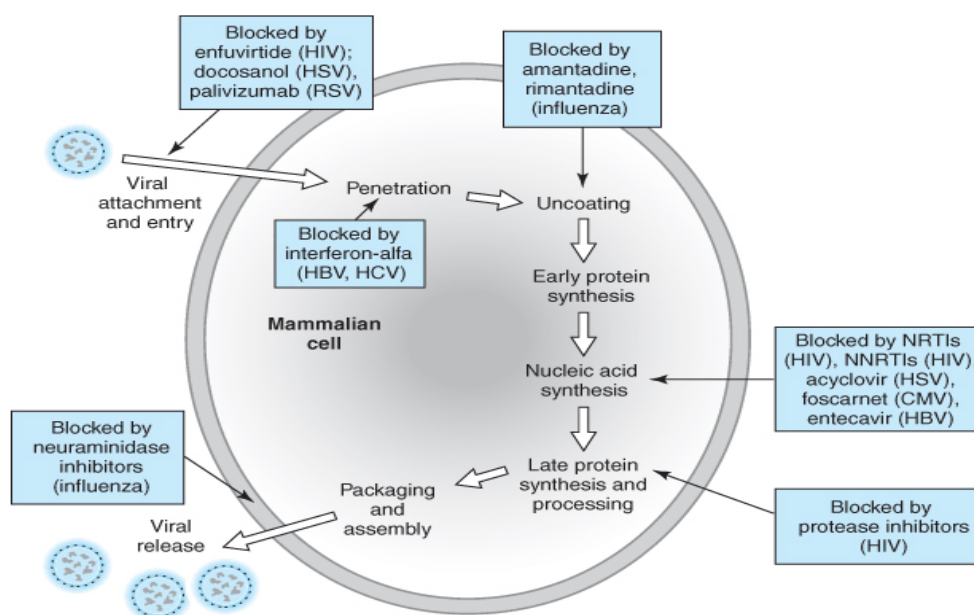 Blocked by
enfuvirtide (HIV);
docosanol (HSV),
palivizumab (RSV)
Blocked by
amantadine,
rimantadine
(influenza)
Viral
attachment
and entry
Penetration
Uncoating
Blocked by
interferon-alfa
(HBV, HCV)
Early protein
synthesis
Mammalian
cell
Nucleic acid
synthesis
Blocked by NRTIs
(HIV), NNRTIs (HIV)
acyclovir (HSV),
foscarnet (CMV),
entecavir (HBV)
Blocked by
neuraminidase
inhibitors
(influenza)
Late protein
synthesis and
processing
Packaging
and
assembly
Blocked by
protease inhibitors
(HIV)
Viral
release